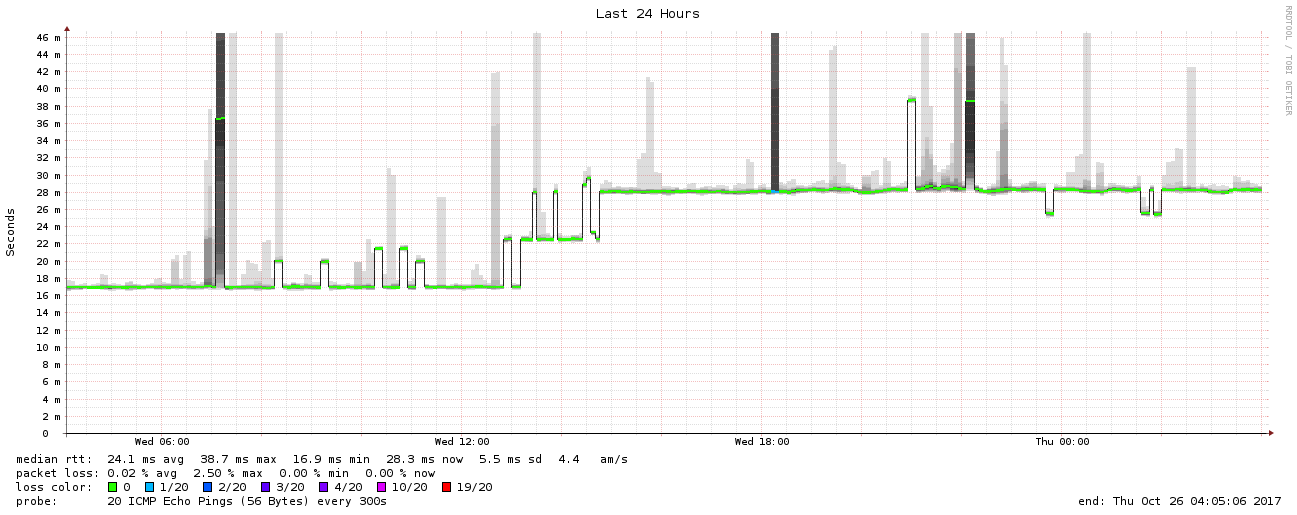 Last 24 Hours
RRDTOOL / TOBI OETIKER
46 m
44 m
42 m
40 m
38 m
36 m
34 m
32 m
30 m
28 m
26 m
24 m
22 m
20 m
18 m
16 m
14 m
12 m
10 m
8 m
6 m
4 m
2 m
0
Seconds
Wed 06:00 Wed 12:00 Wed 18:00 Thu 00:00
median rtt: 24.1 ms avg 38.7 ms max 16.9 ms min 28.3 ms now 5.5 ms sd 4.4 am/s
packet loss: 0.02 % avg 2.50 % max 0.00 % min 0.00 % now
loss color: 0 1/20 2/20 3/20 4/20 10/20 19/20
probe: 20 ICMP Echo Pings (56 Bytes) every 300s end: Thu Oct 26 04:05:06 2017